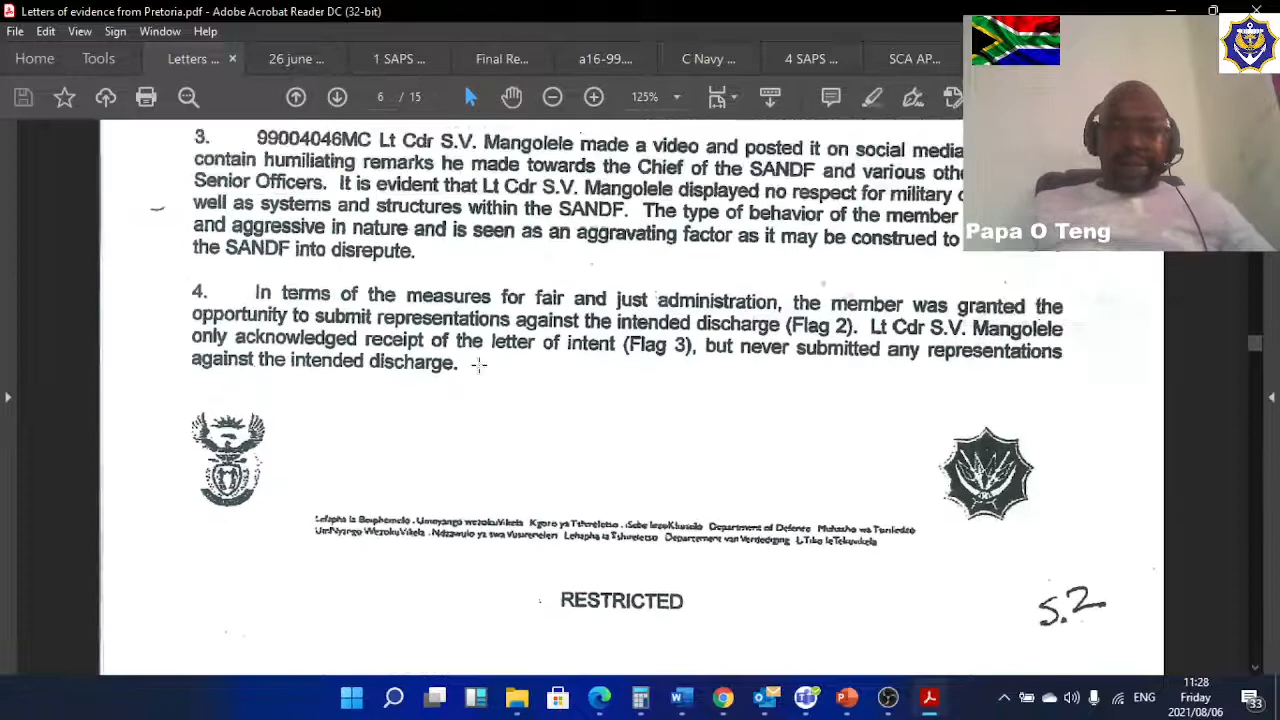 Letters of evidence from Pretoria.pdf - Adobe Acrobat Reader DC (32-bit)
File Edit View Sign Window Help
Home Tools Letters ... × 26 june ... 1 SAPS ... Final Re... a16-99... C Navy ... 4 SAPS ... SCA AP...
6 / 15 125%
3. 99004046MC Lt Cdr S.V. Mangolele made a video and posted it on social media
contain humiliating remarks he made towards the Chief of the SANDF and various oth
Senior Officers. It is evident that Lt Cdr S.V. Mangolele displayed no respect for military
well as systems and structures within the SANDF. The type of behavior of the member
and aggressive in nature and is seen as an aggravating factor as it may be construed to
the SANDF into disrepute.
Papa O Teng
4. In terms of the measures for fair and just administration, the member was granted the
opportunity to submit representations against the intended discharge (Flag 2). Lt Cdr S.V. Mangolele
only acknowledged receipt of the letter of intent (Flag 3), but never submitted any representations
against the intended discharge.
Department of Defence
Departement van Verdediging
RESTRICTED
S.2
11:28
ENG
Friday
2021/08/06
33